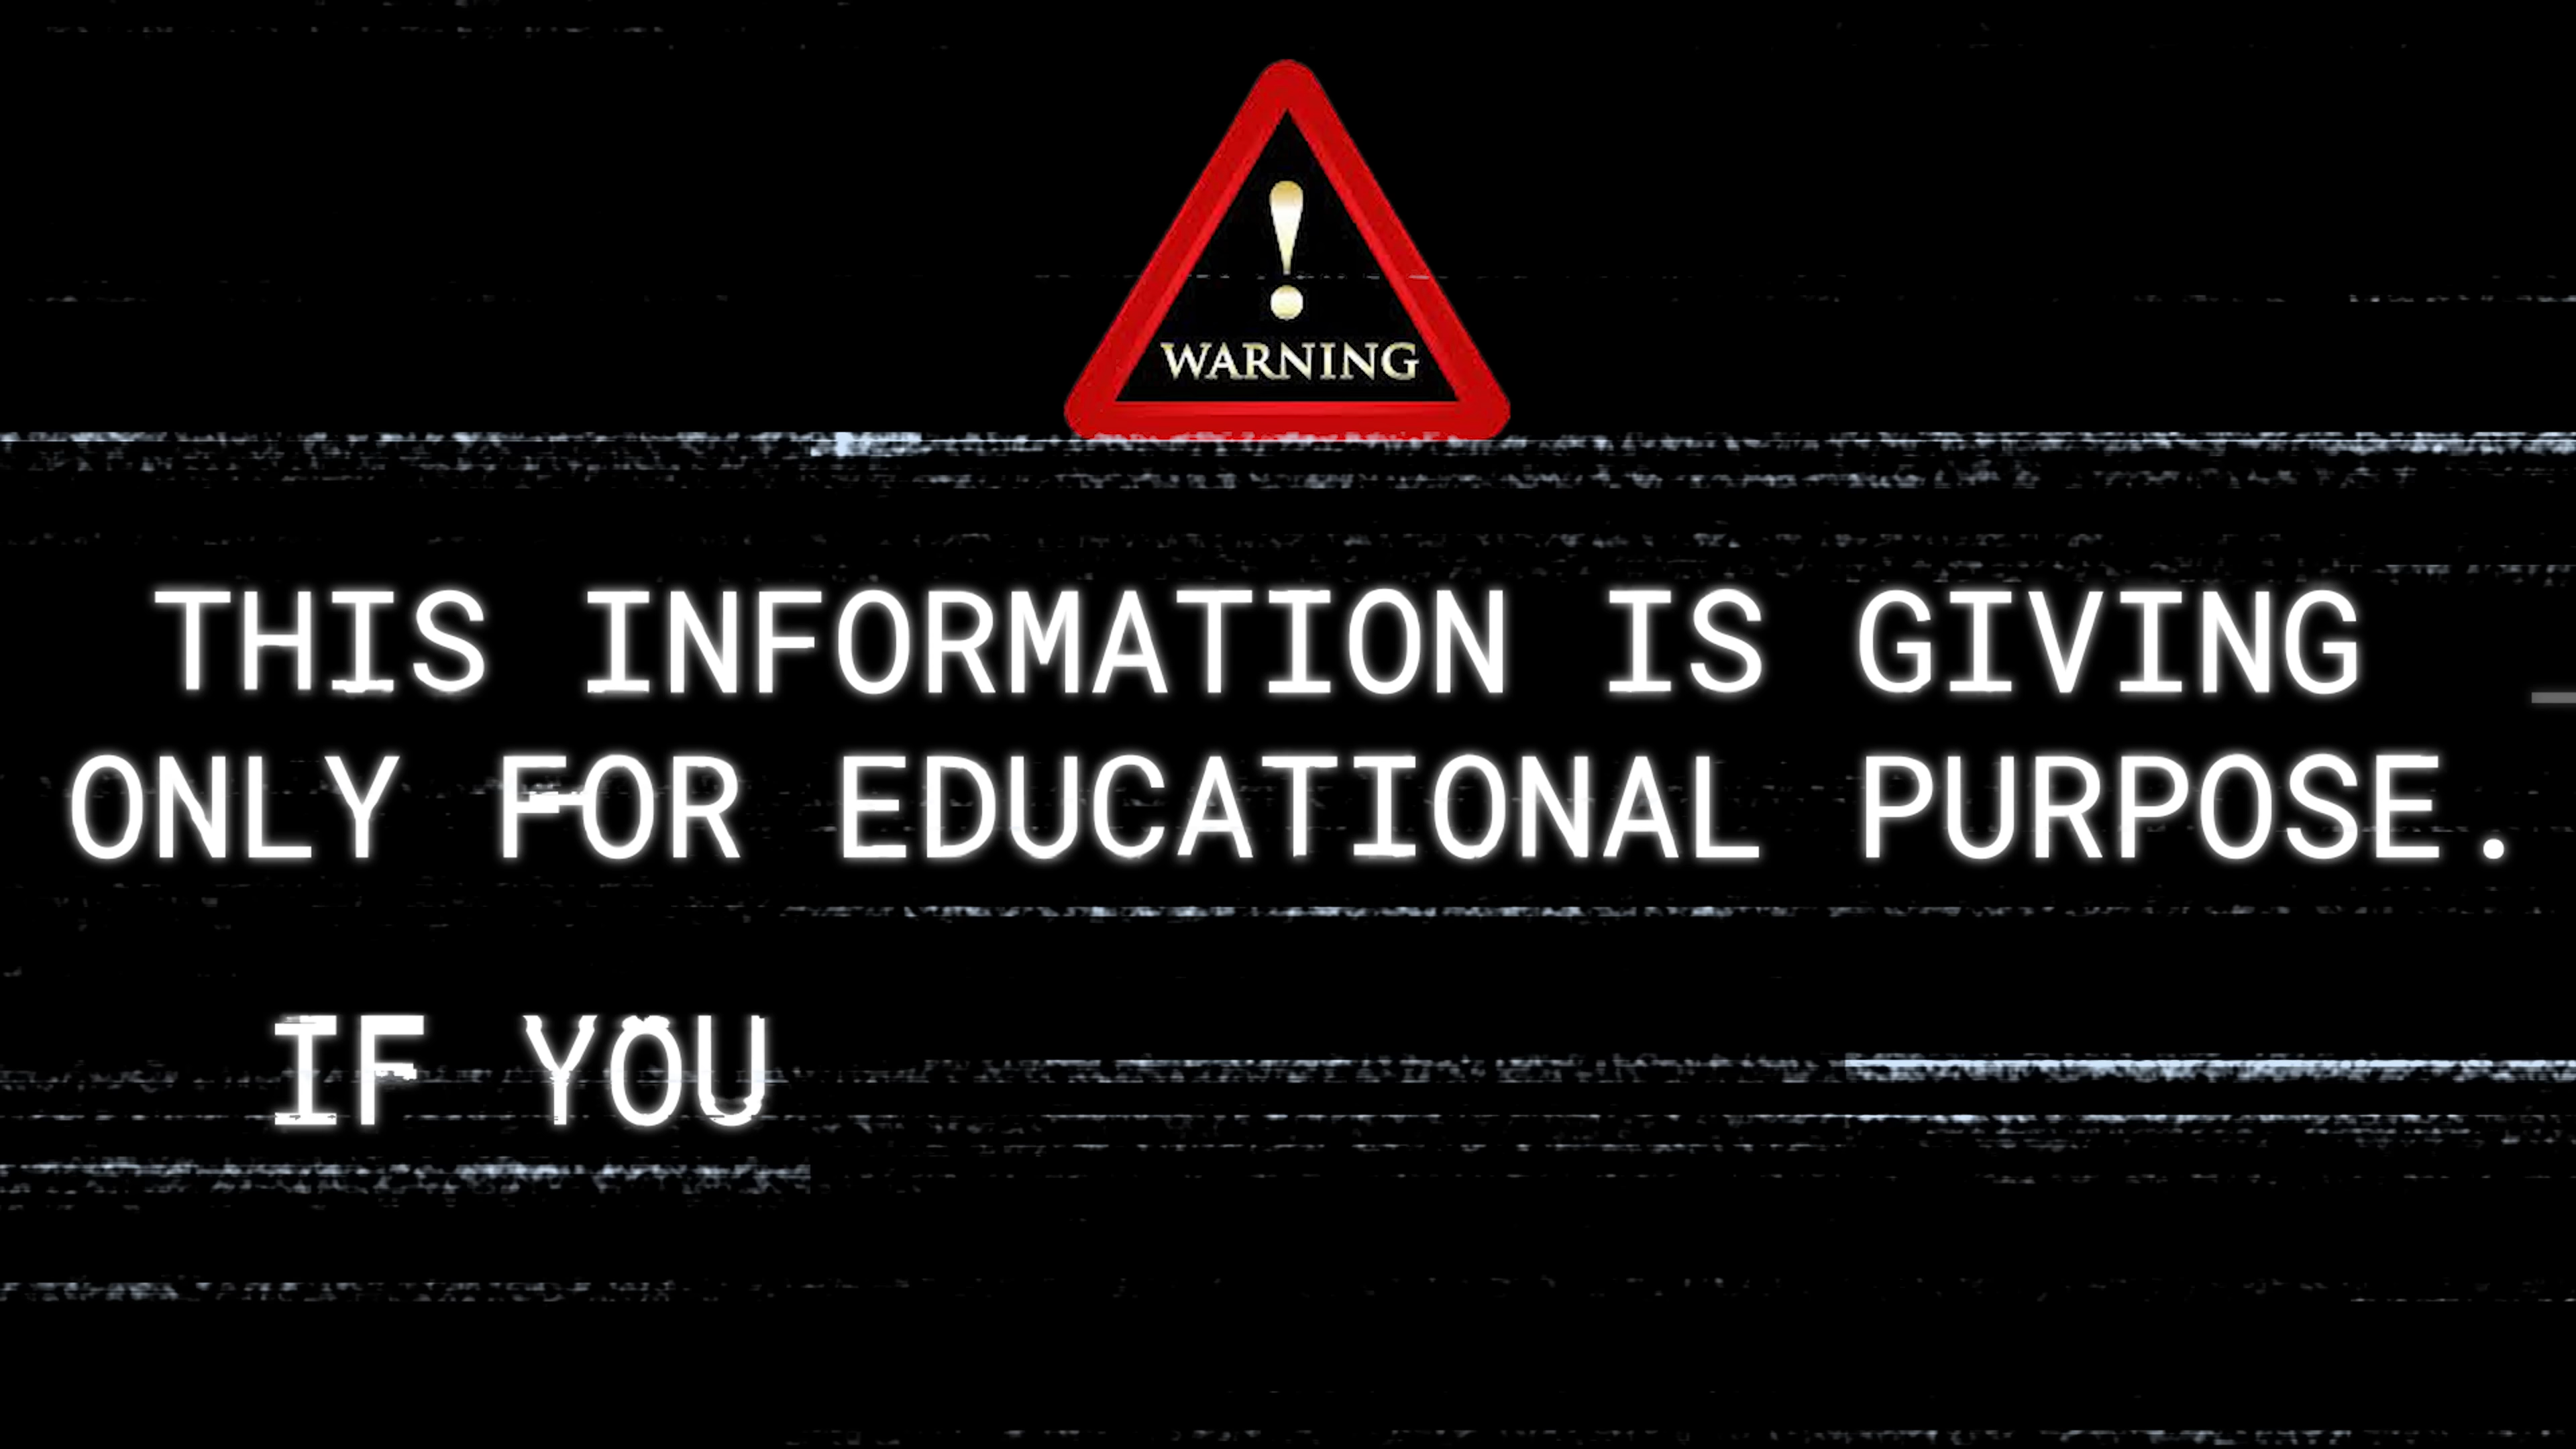 !
WARNING
THIS INFORMATION IS GIVING
ONLY FOR EDUCATIONAL PURPOSE.
IF YOU